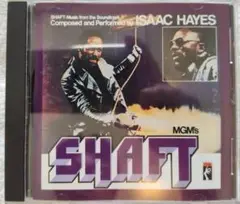 SHAFT Music from the Soundtrack
Composed and Performed by ISAAC HAYES
MGM's
SHAFT